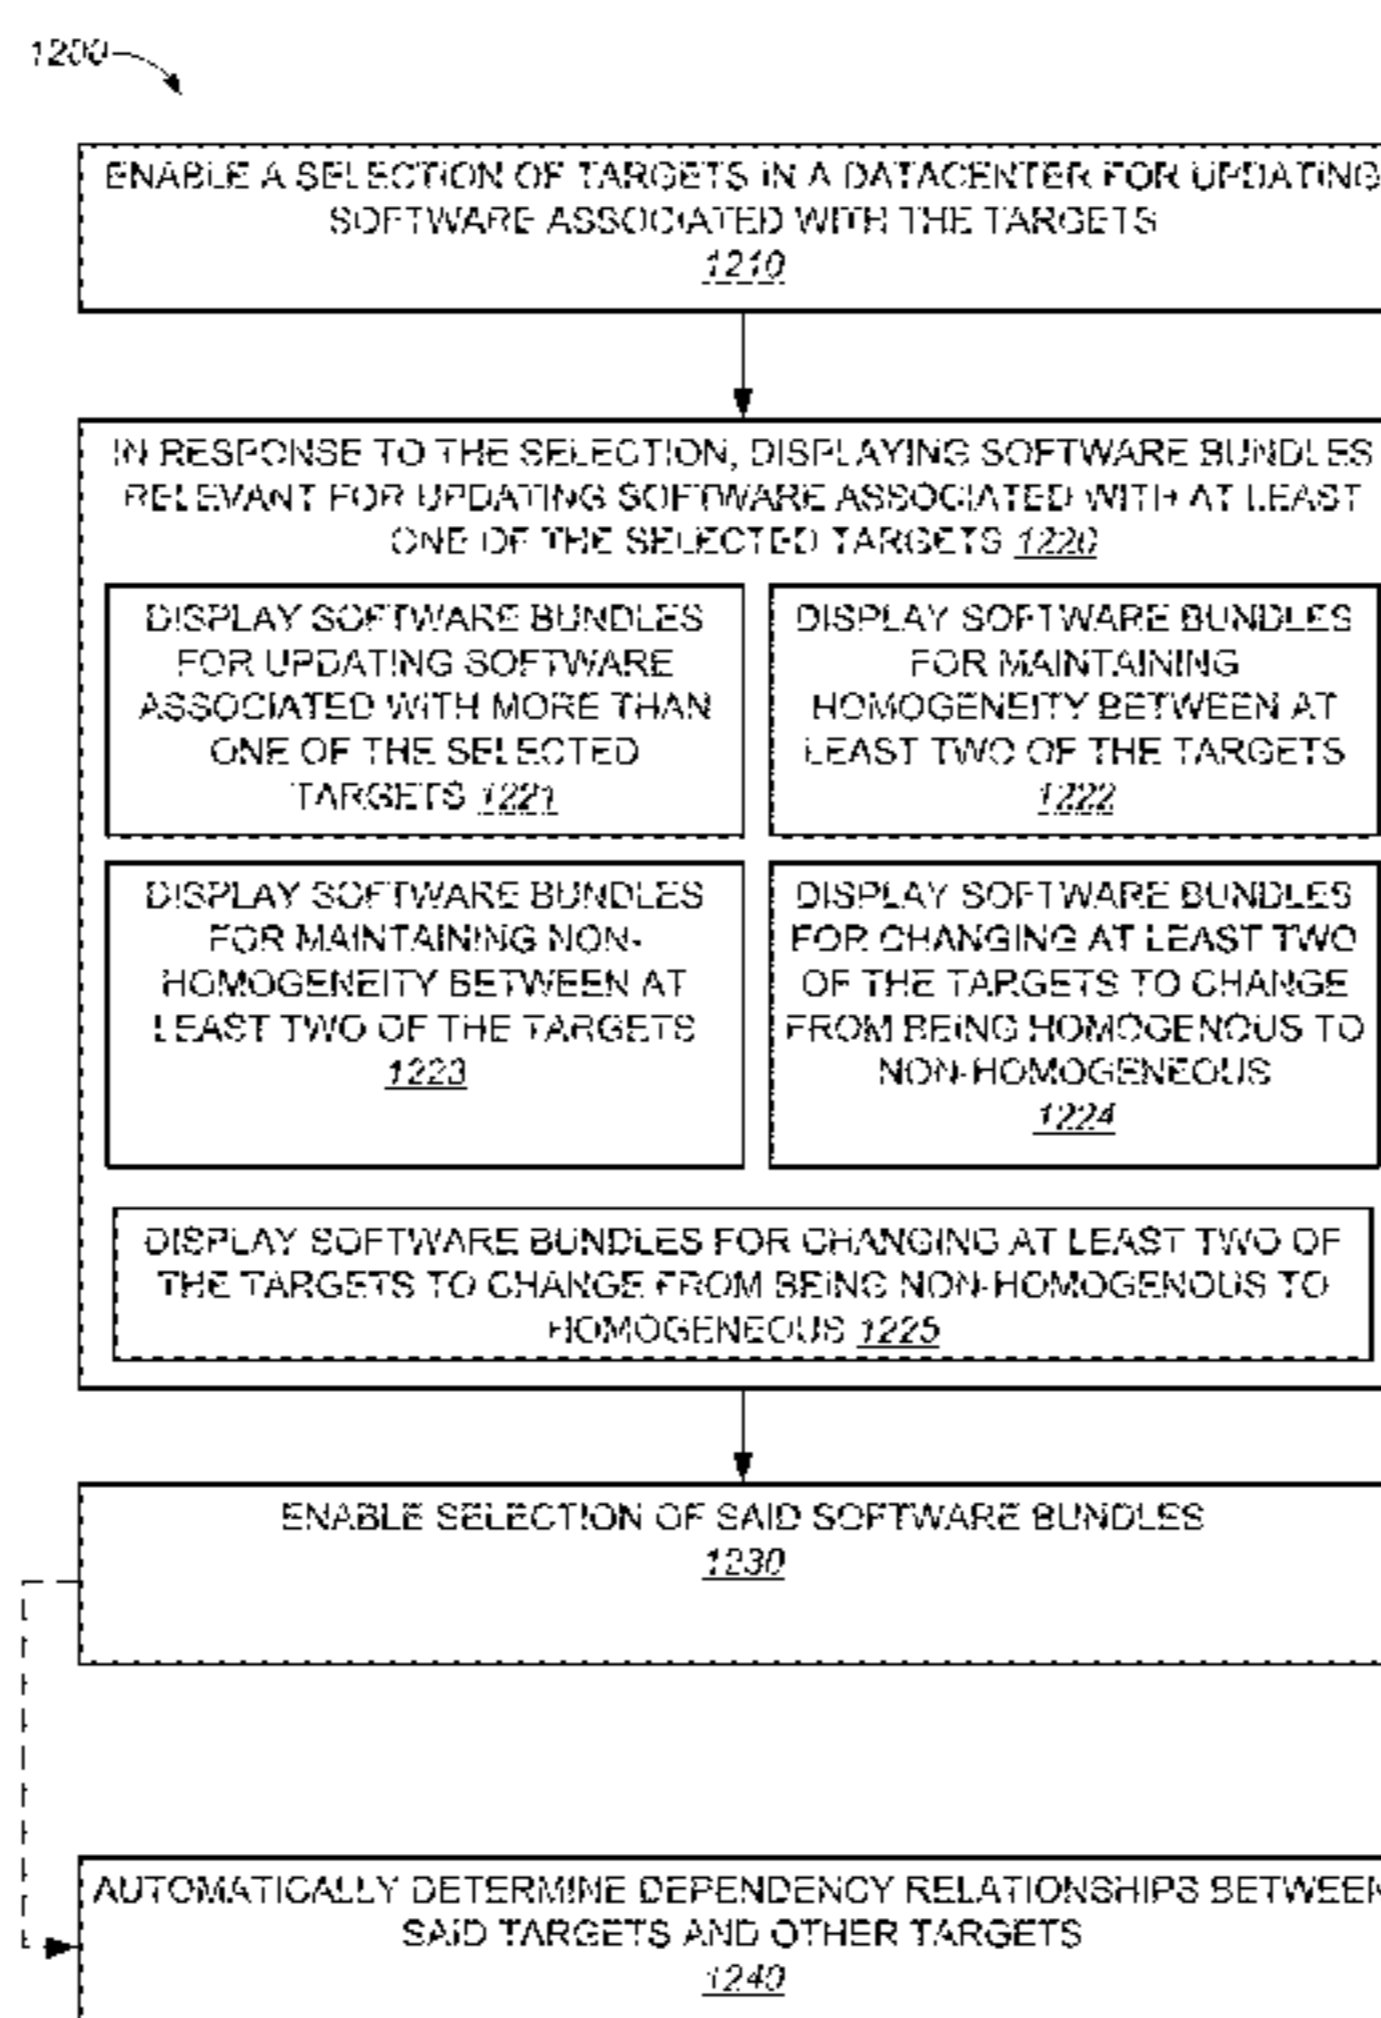 1200
ENABLE A SELECTION OF TARGETS IN A DATACENTER FOR UPDATING
SOFTWARE ASSOCIATED WITH THE TARGETS
1210
IN RESPONSE TO THE SELECTION, DISPLAYING SOFTWARE BUNDLES
RELEVANT FOR UPDATING SOFTWARE ASSOCIATED WITH AT LEAST
ONE OF THE SELECTED TARGETS 1220
DISPLAY SOFTWARE BUNDLES
FOR UPDATING SOFTWARE
ASSOCIATED WITH MORE THAN
ONE OF THE SELECTED
TARGETS 1221
DISPLAY SOFTWARE BUNDLES
FOR MAINTAINING
HOMOGENEITY BETWEEN AT
LEAST TWO OF THE TARGETS
1222
DISPLAY SOFTWARE BUNDLES
FOR MAINTAINING NON-
HOMOGENEITY BETWEEN AT
LEAST TWO OF THE TARGETS
1223
DISPLAY SOFTWARE BUNDLES
FOR CHANGING AT LEAST TWO
OF THE TARGETS TO CHANGE
FROM BEING HOMOGENOUS TO
NON-HOMOGENEOUS
1224
DISPLAY SOFTWARE BUNDLES FOR CHANGING AT LEAST TWO OF
THE TARGETS TO CHANGE FROM BEING NON-HOMOGENOUS TO
HOMOGENEOUS 1225
ENABLE SELECTION OF SAID SOFTWARE BUNDLES
1230
AUTOMATICALLY DETERMINE DEPENDENCY RELATIONSHIPS BETWEEN
SAID TARGETS AND OTHER TARGETS
1240